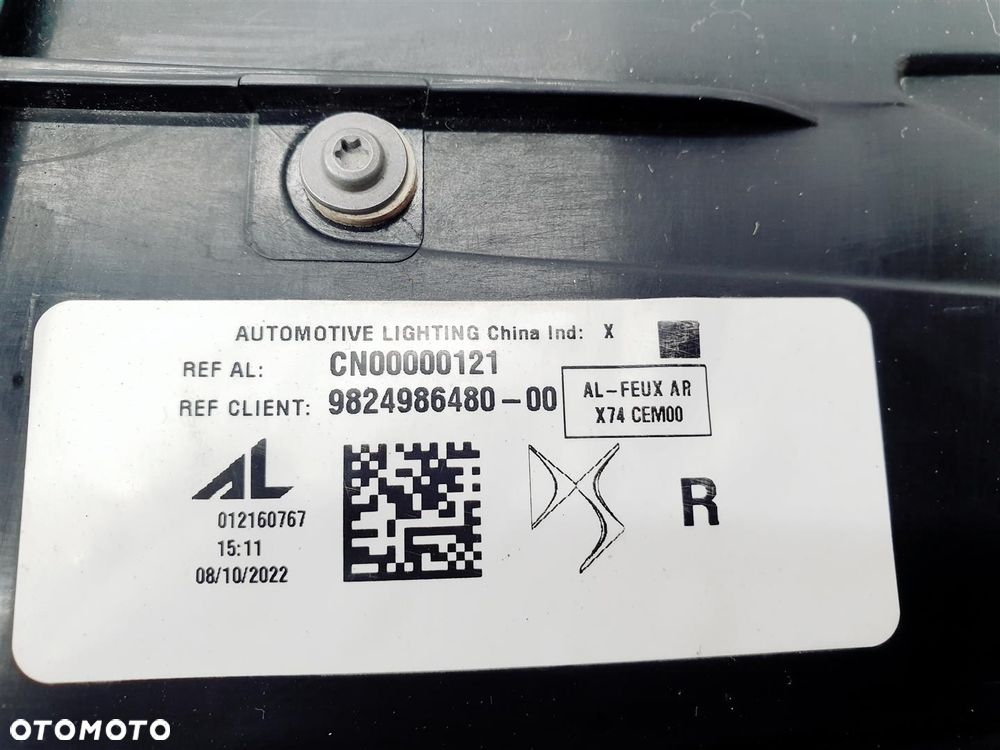 AUTOMOTIVE LIGHTING China Ind: X
REF AL: CN00000121
REF CLIENT: 9824986480-00
AL-FEUX AR
X74 CEM00
AL
012160767
15:11
08/10/2022
DS
R
OTOMOTO